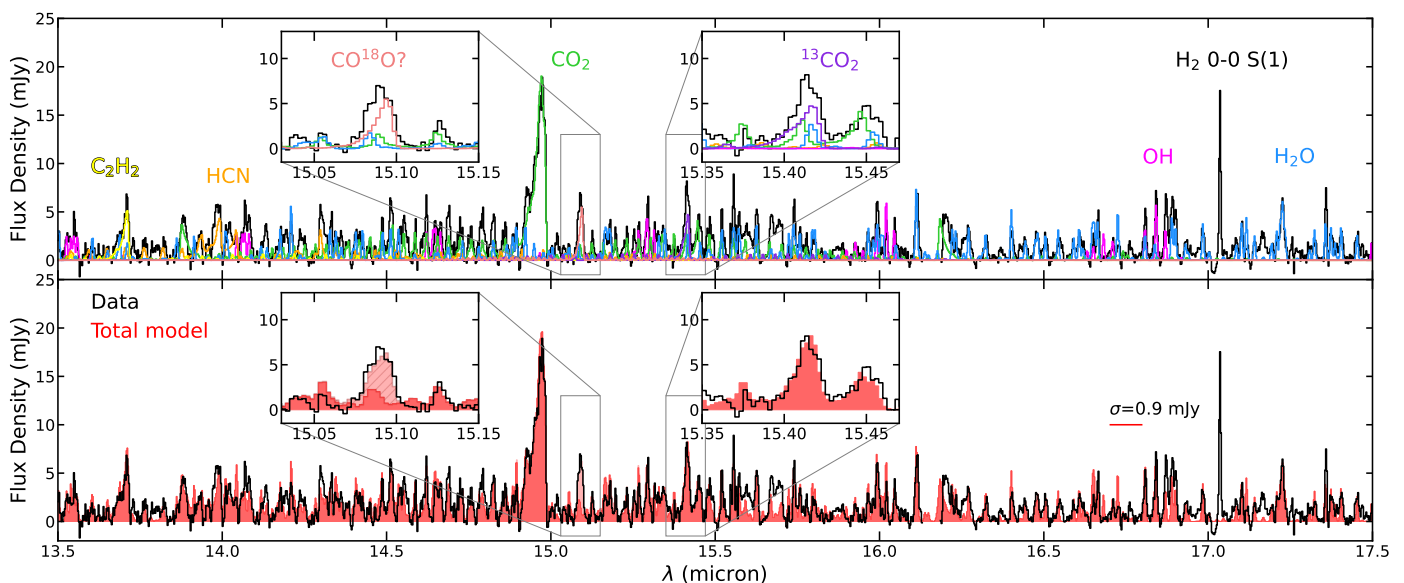 25
20
15
10
5
0
Flux Density (mJy)
C₂H₂
HCN
CO¹⁸O?
10
5
0
15.05 15.10 15.15
CO₂
¹³CO₂
10
5
0
15.35 15.40 15.45
H₂ 0-0 S(1)
OH
H₂O
25
20
15
10
5
0
Flux Density (mJy)
Data
Total model
10
5
0
15.05 15.10 15.15
10
5
0
15.35 15.40 15.45
σ=0.9 mJy
13.5 14.0 14.5 15.0 15.5 16.0 16.5 17.0 17.5
λ (micron)